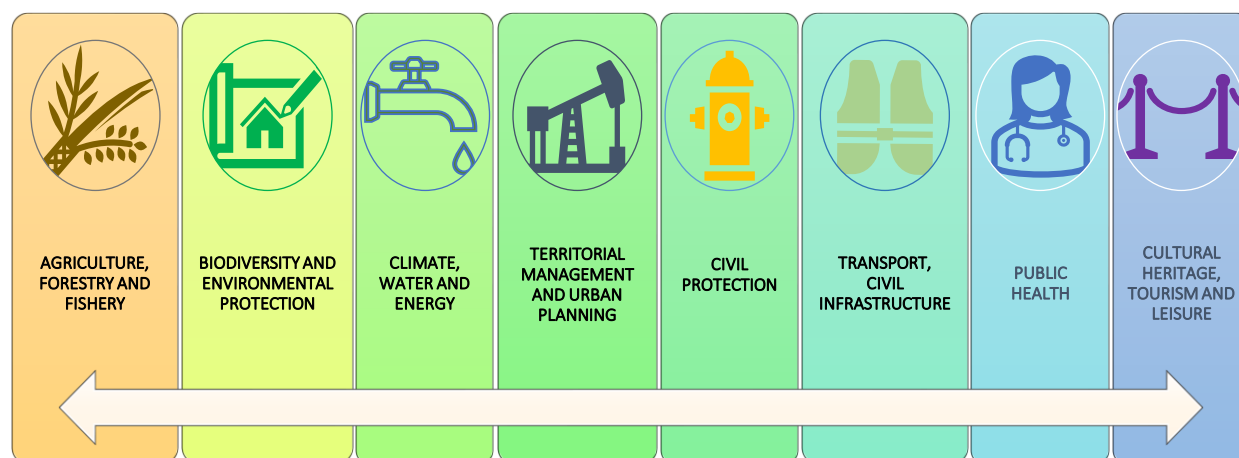 AGRICULTURE,
FORESTRY AND
FISHERY
BIODIVERSITY AND
ENVIRONMENTAL
PROTECTION
CLIMATE,
WATER AND
ENERGY
TERRITORIAL
MANAGEMENT
AND URBAN
PLANNING
CIVIL
PROTECTION
TRANSPORT,
CIVIL
INFRASTRUCTURE
PUBLIC
HEALTH
CULTURAL
HERITAGE,
TOURISM AND
LEISURE